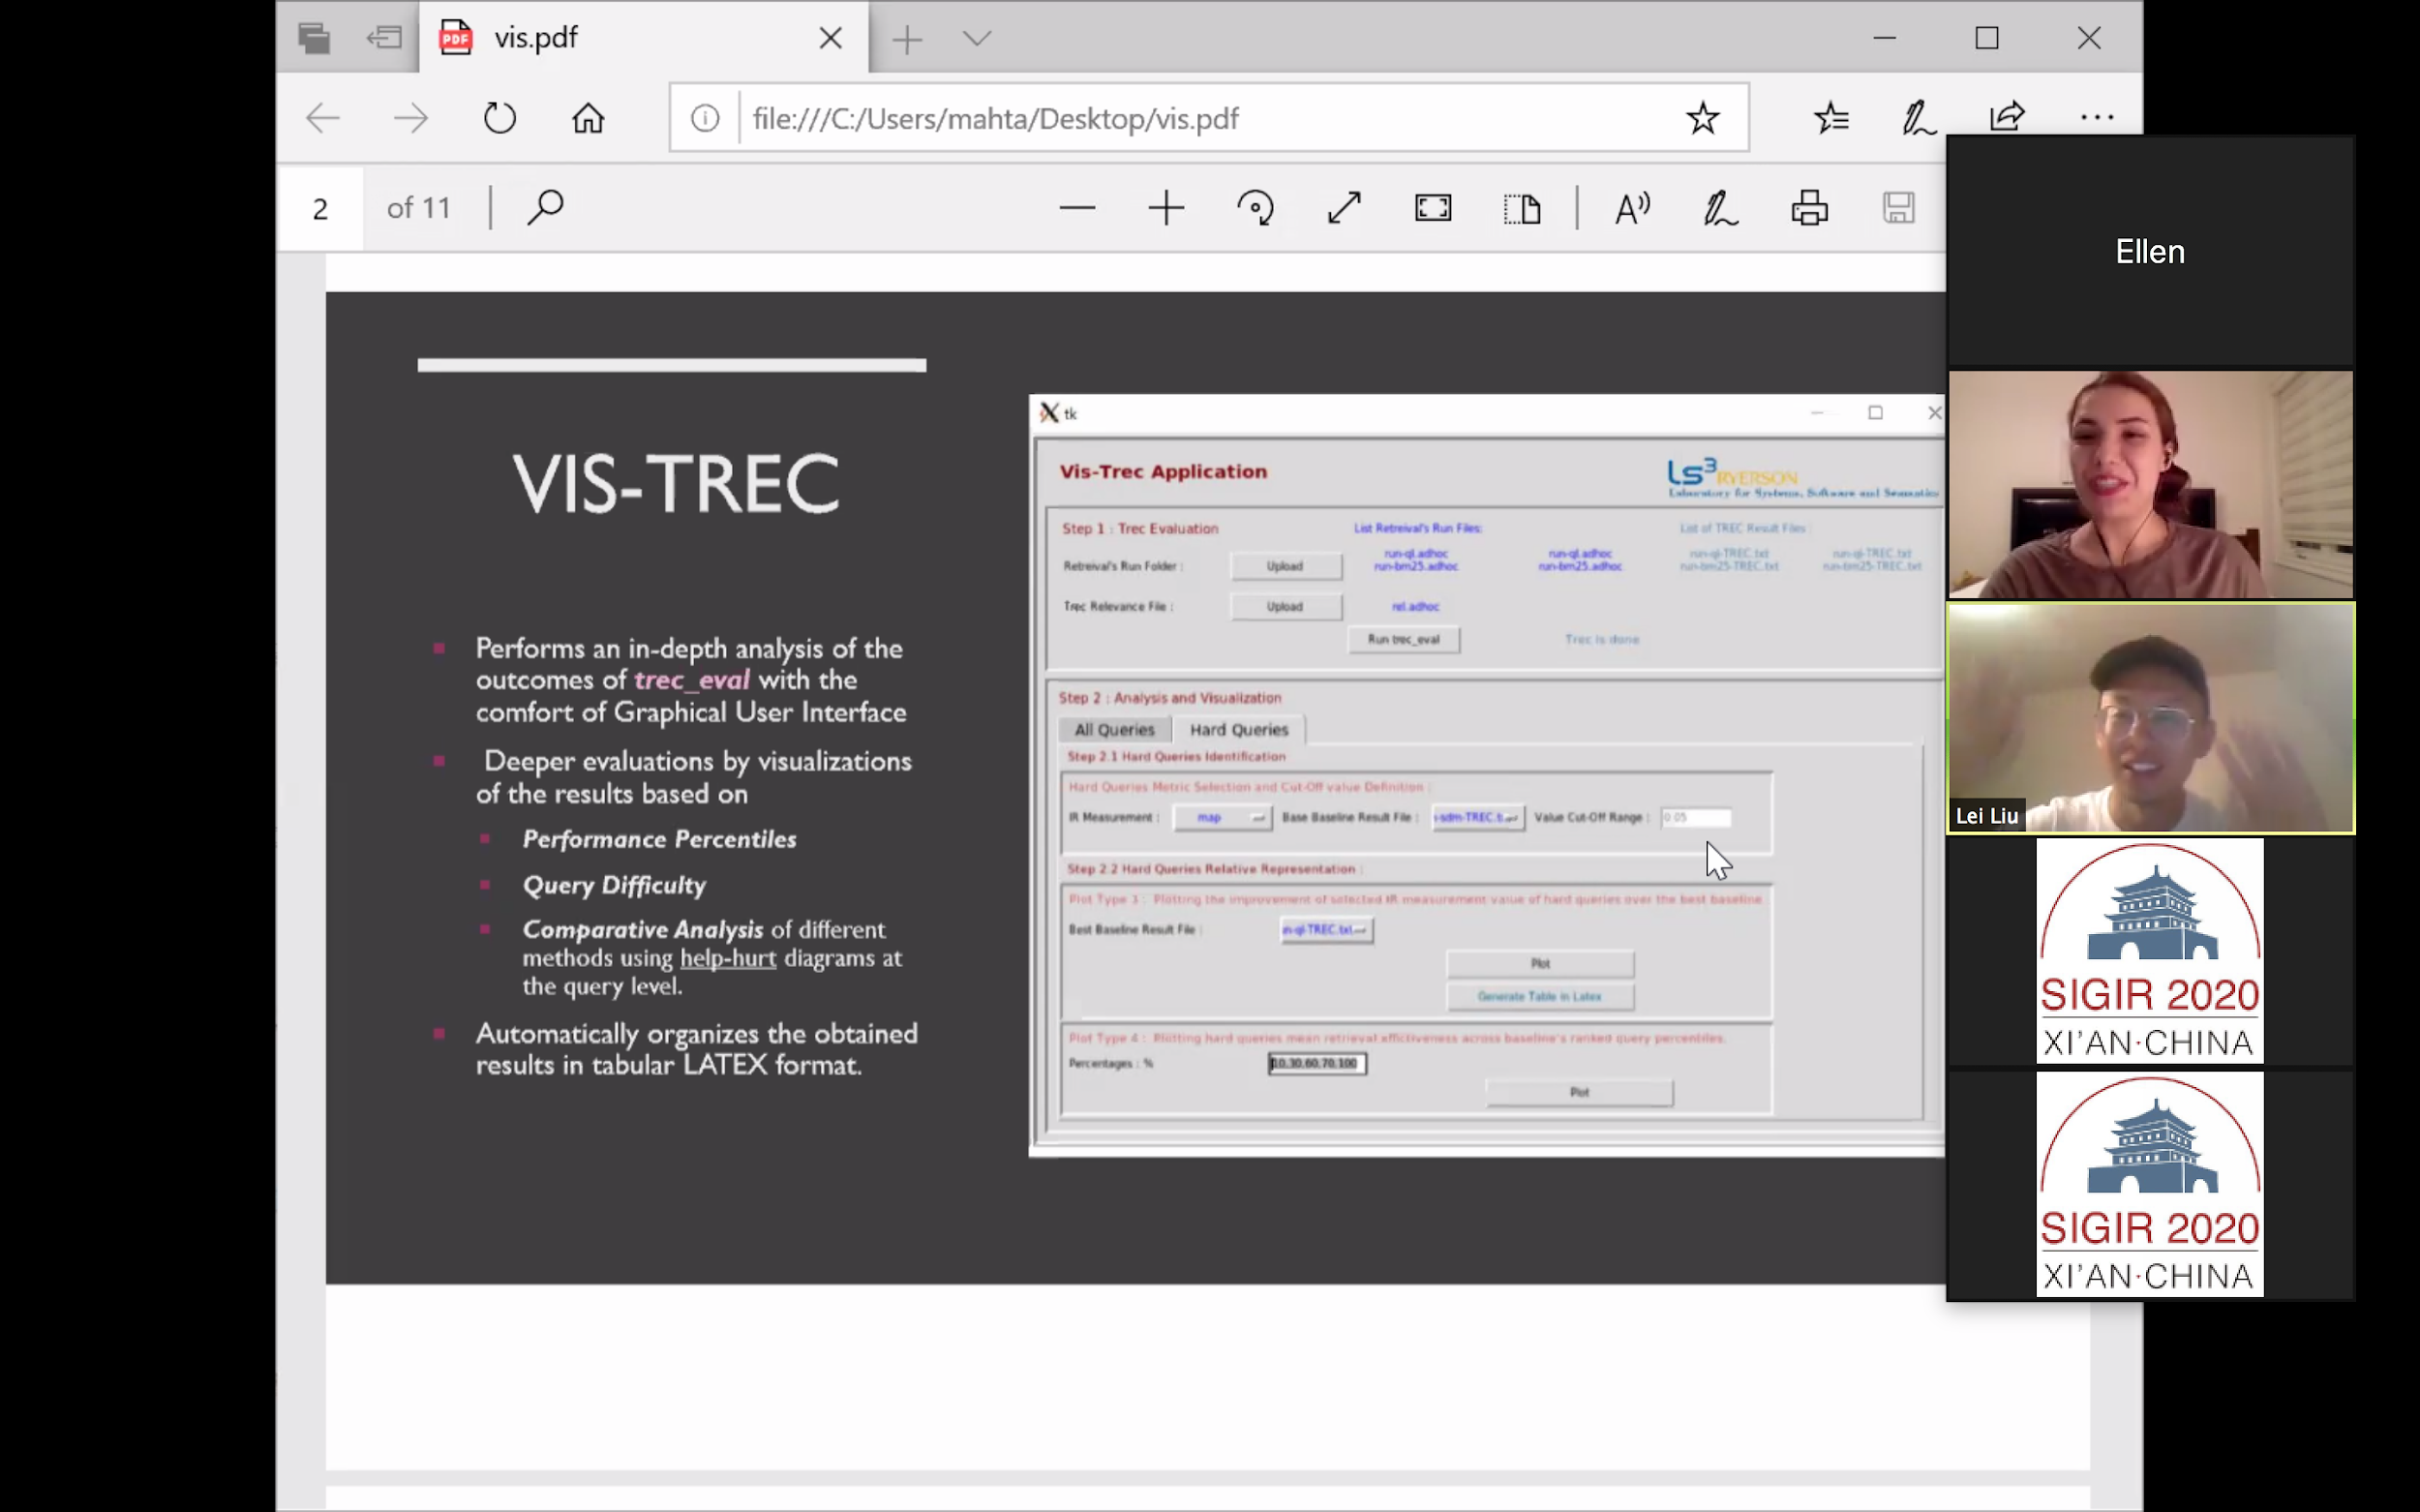 vis.pdf
file:///C:/Users/mahta/Desktop/vis.pdf
2 of 11
VIS-TREC
Performs an in-depth analysis of the
outcomes of trec_eval with the
comfort of Graphical User Interface
Deeper evaluations by visualizations
of the results based on
Performance Percentiles
Query Difficulty
Comparative Analysis of different
methods using help-hurt diagrams at
the query level.
Automatically organizes the obtained
results in tabular LATEX format.
tk
Vis-Trec Application
Ls3 RYERSON
Laboratory for Systems, Software and Semantics
Step 1 : Trec Evaluation
List Retreival's Run Files:
List of TREC Result Files :
Retreival's Run Folder :
Upload
run-ql.adhoc
run-bm25.adhoc
run-ql.adhoc
run-bm25.adhoc
run-ql-TREC.txt
run-bm25-TREC.txt
run-ql-TREC.txt
run-bm25-TREC.txt
Trec Relevance File :
Upload
rel.adhoc
Run trec_eval
Trec is done
Step 2 : Analysis and Visualization
All Queries
Hard Queries
Step 2.1 Hard Queries Identification
Hard Queries Metric Selection and Cut-Off value Definition :
IR Measurement : map Base Baseline Result File : -sdm-TREC.t Value Cut-Off Range : 0.05
Step 2.2 Hard Queries Relative Representation :
Plot Type 3 : Plotting the improvement of selected IR measurement value of hard queries over the best baseline
Best Baseline Result File : n-ql-TREC.txt
Plot
Generate Table in Latex
Plot Type 4 : Plotting hard queries mean retrieval effictiveness across baseline's ranked query percentiles.
Percentages : % 10,30,60,70,100
Plot
Ellen
Lei Liu
SIGIR 2020
XI'AN·CHINA
SIGIR 2020
XI'AN·CHINA